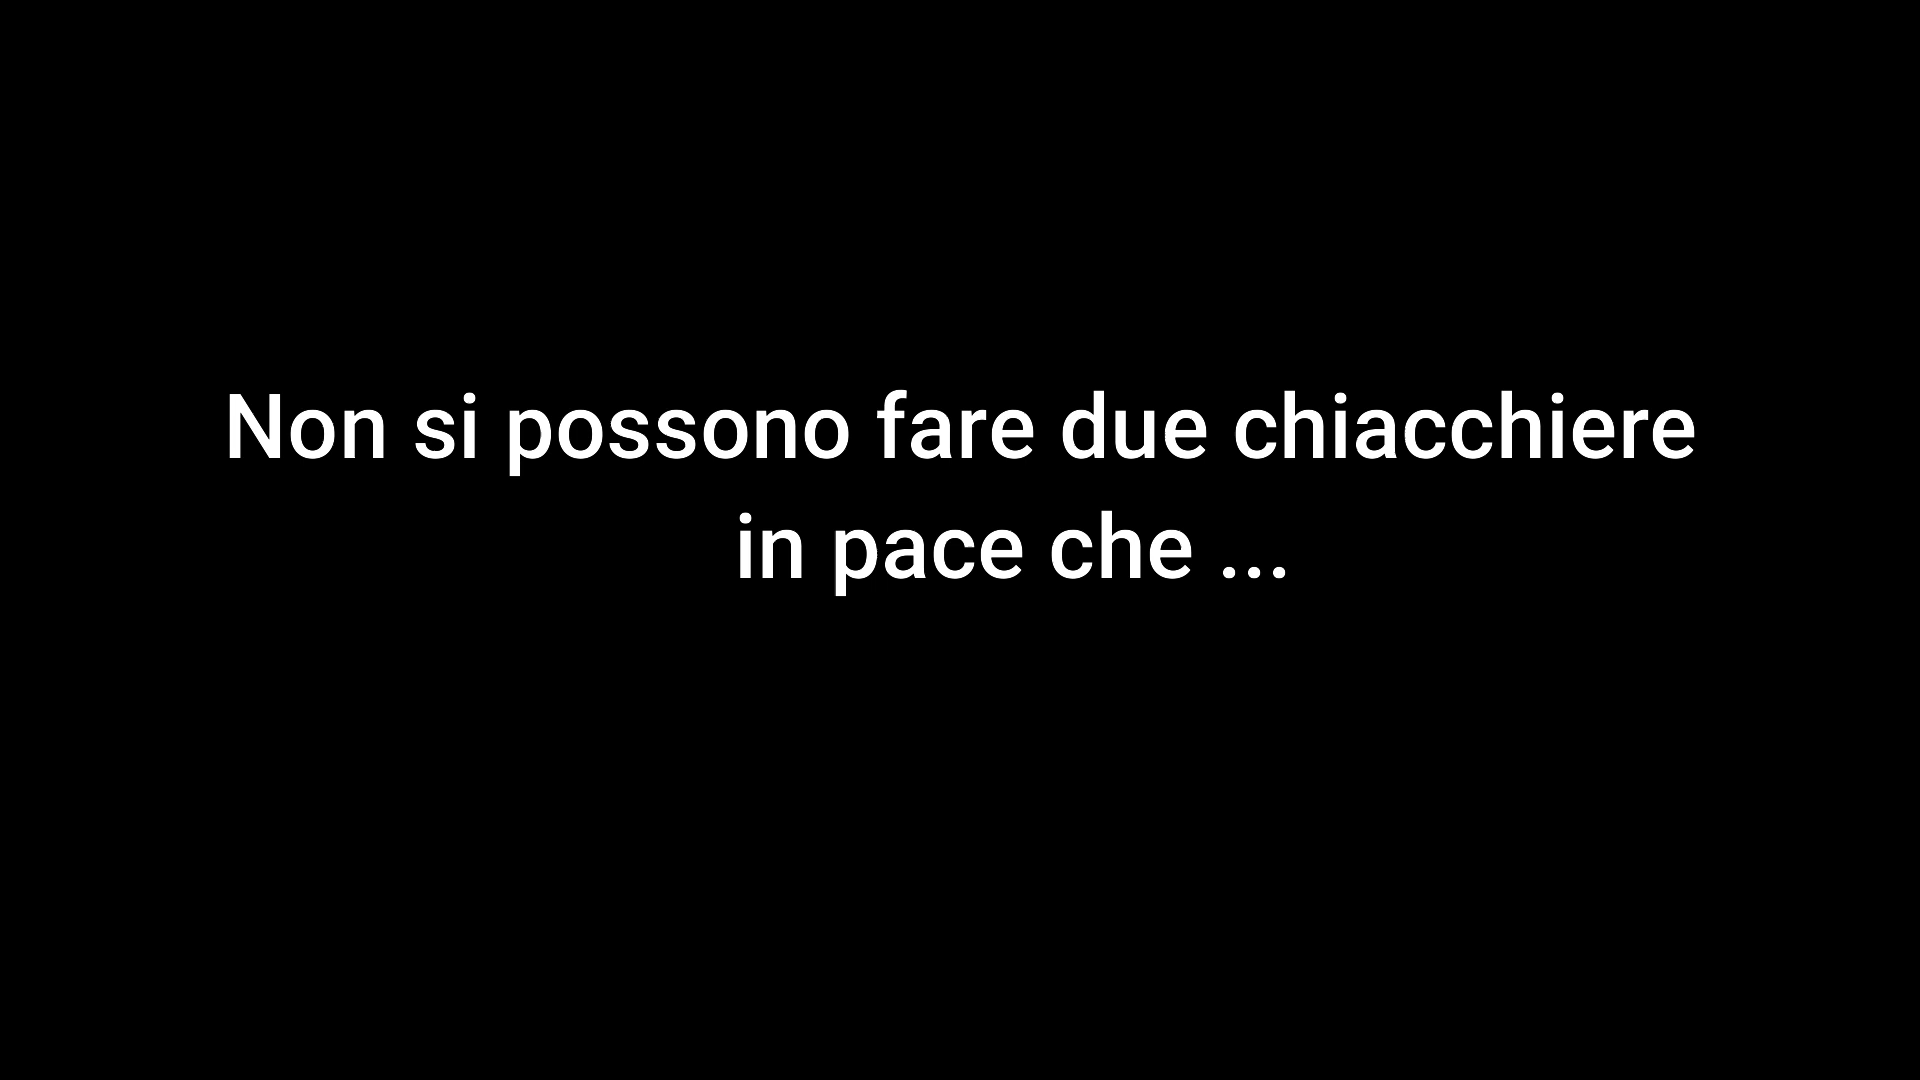 Non si possono fare due chiacchiere
in pace che ...